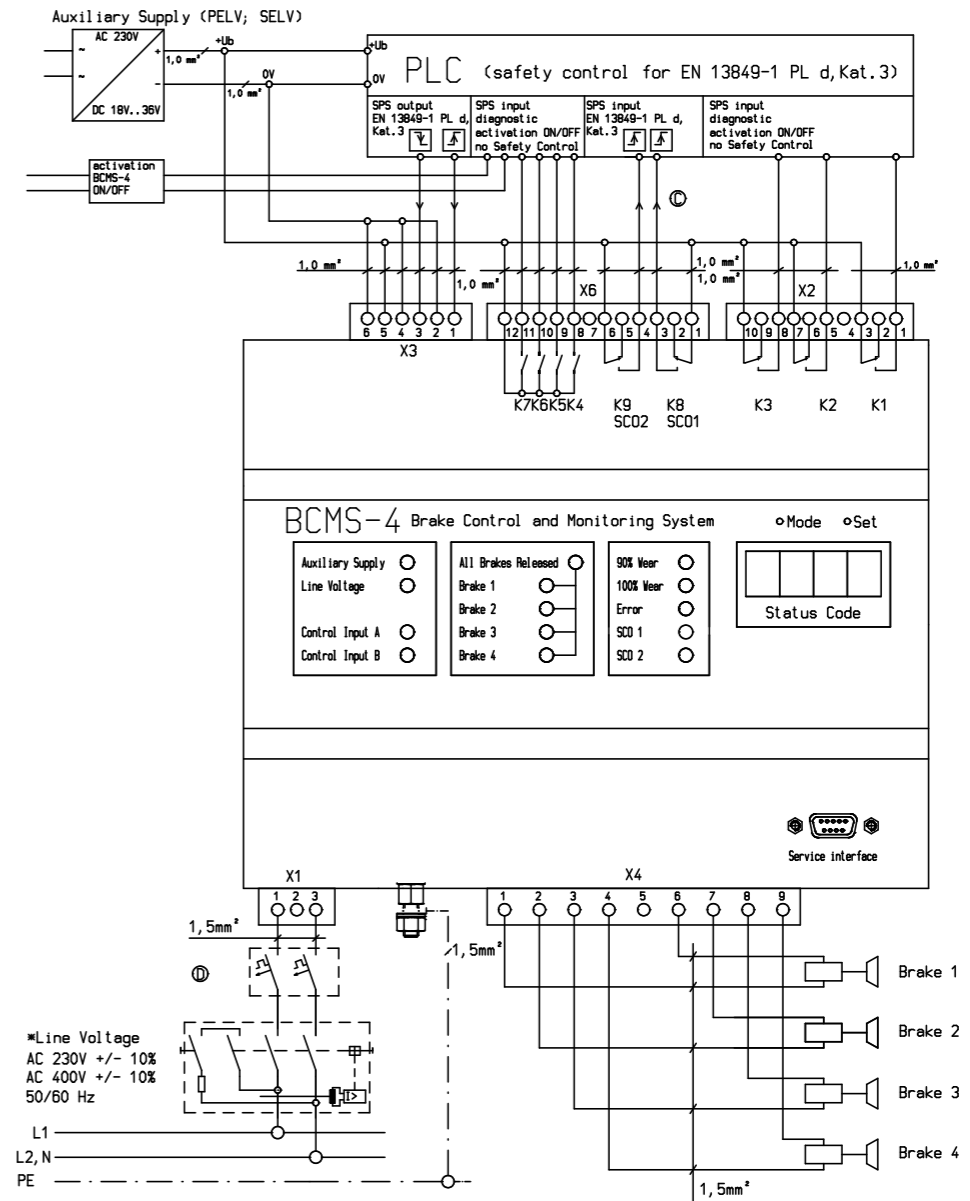 Auxiliary Supply (PELV; SELV)
AC 230V
~
~
+
-
DC 18V..36V
+Ub
1,0 mm²
0V
1,0 mm²
+Ub
0V
PLC (safety control for EN 13849-1 PL d,Kat.3)
SPS output
EN 13849-1 PL d,
Kat.3
SPS input
diagnostic
activation ON/OFF
no Safety Control
SPS input
EN 13849-1 PL d,
Kat.3
SPS input
diagnostic
activation ON/OFF
no Safety Control
activation
BCMS-4
ON/OFF
C
1,0 mm²
1,0 mm²
1,0 mm²
1,0 mm²
1,0 mm²
X6
X2
6 5 4 3 2 1
12 11 10 9 8 7 6 5 4 3 2 1
10 9 8 7 6 5 4 3 2 1
X3
K7 K6 K5 K4
K9
SCO2
K8
SCO1
K3
K2
K1
BCMS-4 Brake Control and Monitoring System
Mode
Set
Auxiliary Supply
Line Voltage
Control Input A
Control Input B
All Brakes Released
Brake 1
Brake 2
Brake 3
Brake 4
90% Wear
100% Wear
Error
SCO 1
SCO 2
Status Code
Service interface
X1
X4
1 2 3
1 2 3 4 5 6 7 8 9
1,5mm²
1,5mm²
D
Brake 1
Brake 2
Brake 3
Brake 4
*Line Voltage
AC 230V +/- 10%
AC 400V +/- 10%
50/60 Hz
I>
L1
L2,N
PE
1,5mm²